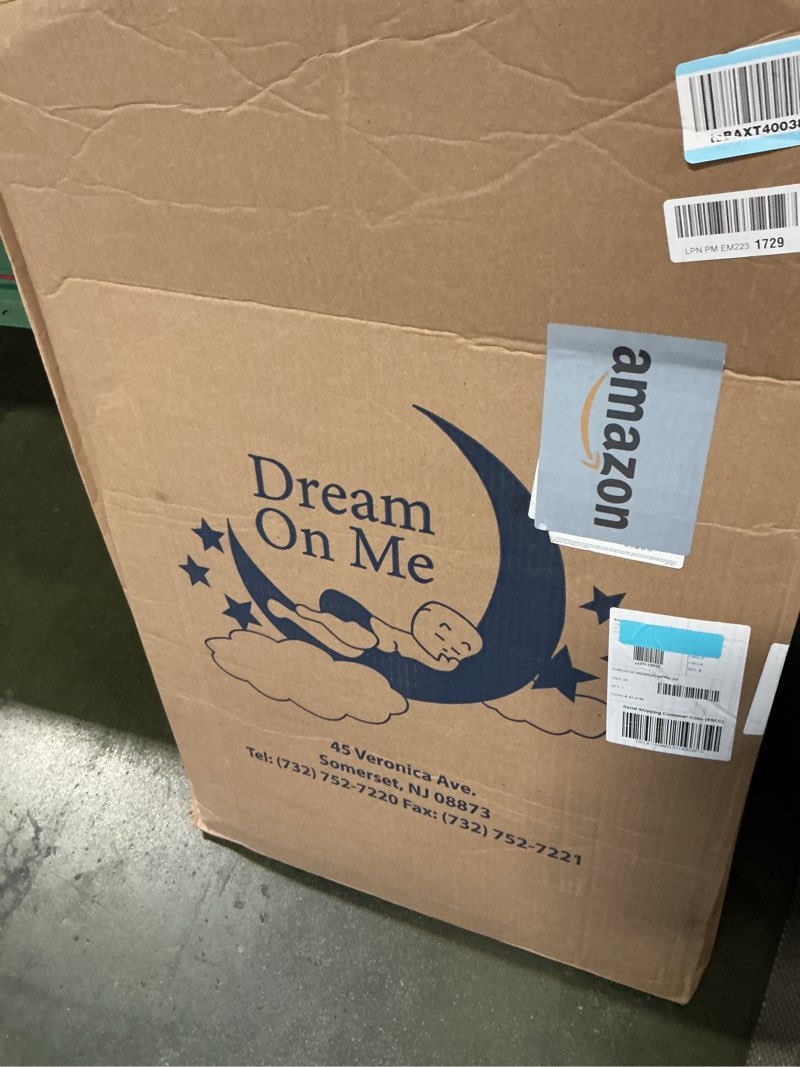 LPN PM EM223 1729
amazon
Dream
On Me
Serial Shipping Container Code (SSCC)
45 Veronica Ave.
Somerset, NJ 08873
Tel: (732) 752-7220 Fax: (732) 752-7221